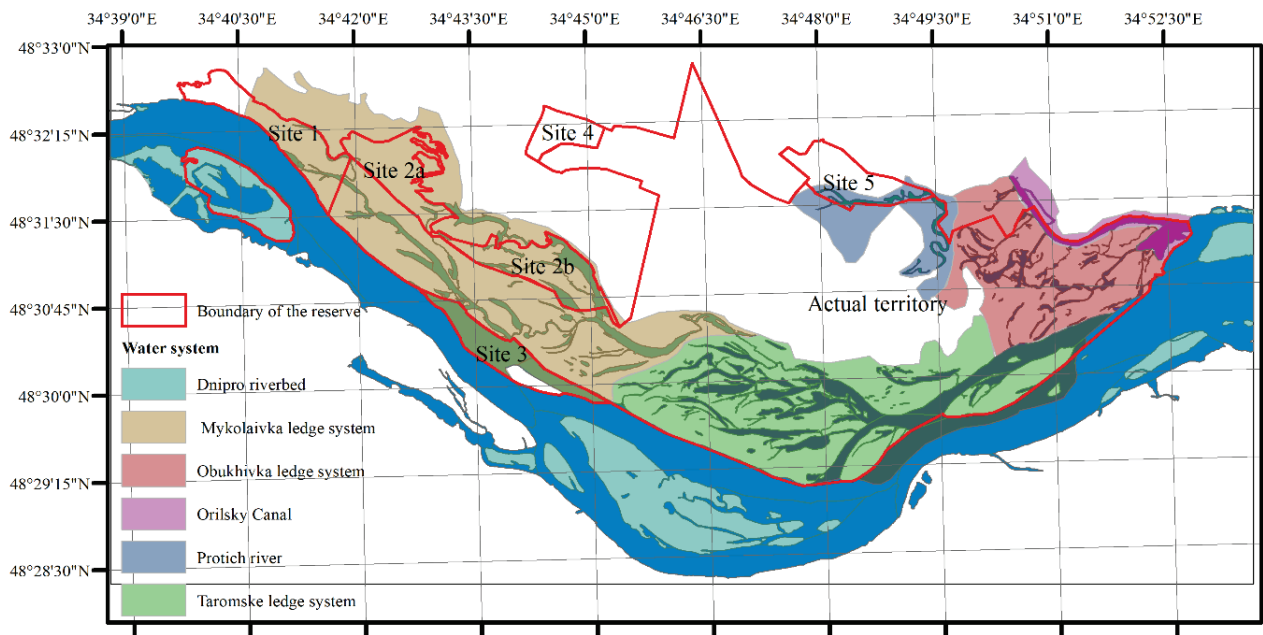 34°39'0"E 34°40'30"E 34°42'0"E 34°43'30"E 34°45'0"E 34°46'30"E 34°48'0"E 34°49'30"E 34°51'0"E 34°52'30"E
48°33'0"N
48°32'15"N
48°31'30"N
48°30'45"N
48°30'0"N
48°29'15"N
48°28'30"N
Site 1
Site 4
Site 2a
Site 5
Site 2b
Actual territory
Site 3
Boundary of the reserve
Water system
Dnipro riverbed
Mykolaivka ledge system
Obukhivka ledge system
Orilsky Canal
Protich river
Taromske ledge system